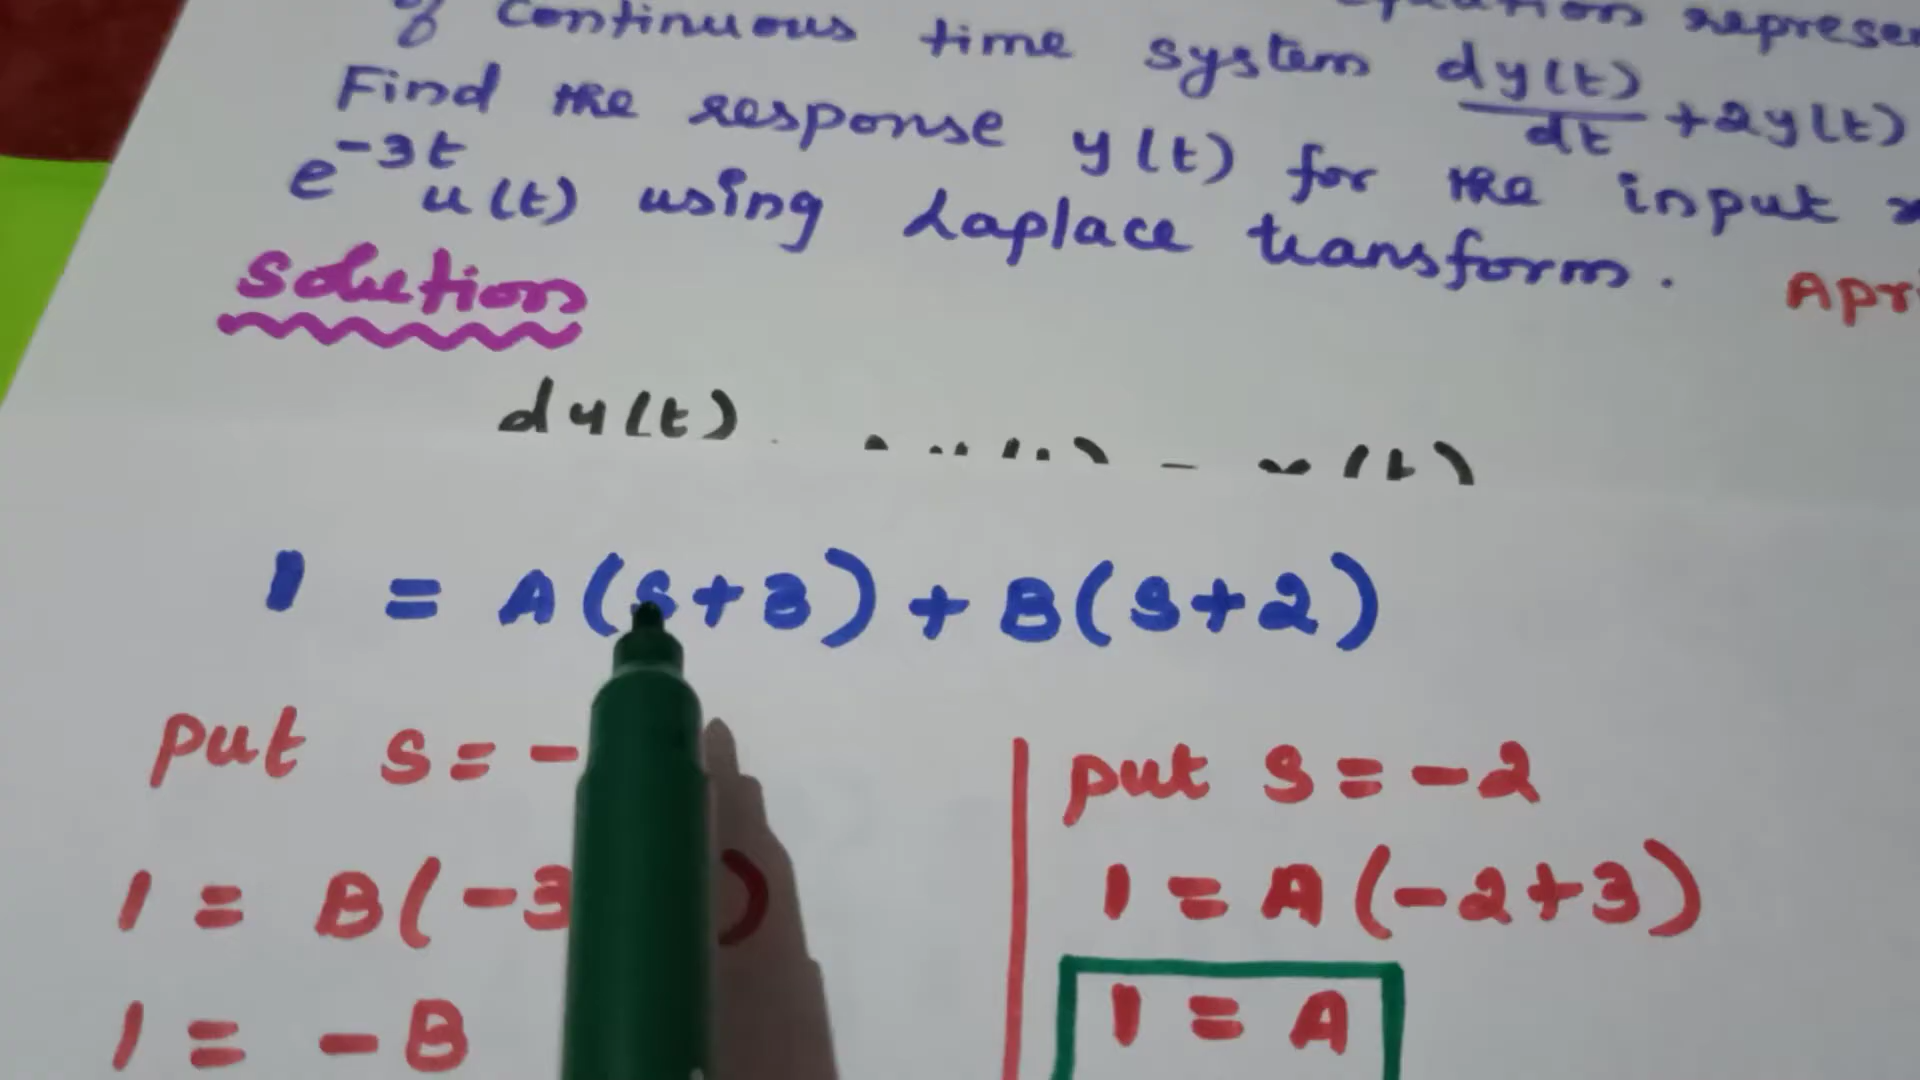 of continuous time system dy(t)/dt + 2y(t)
Find the response y(t) for the input
e^-3t u(t) using Laplace transform.
Solution
dy(t)
1 = A(s+3) + B(s+2)
put s = -
1 = B(-3 )
1 = -B
put s = -2
1 = A(-2+3)
1 = A